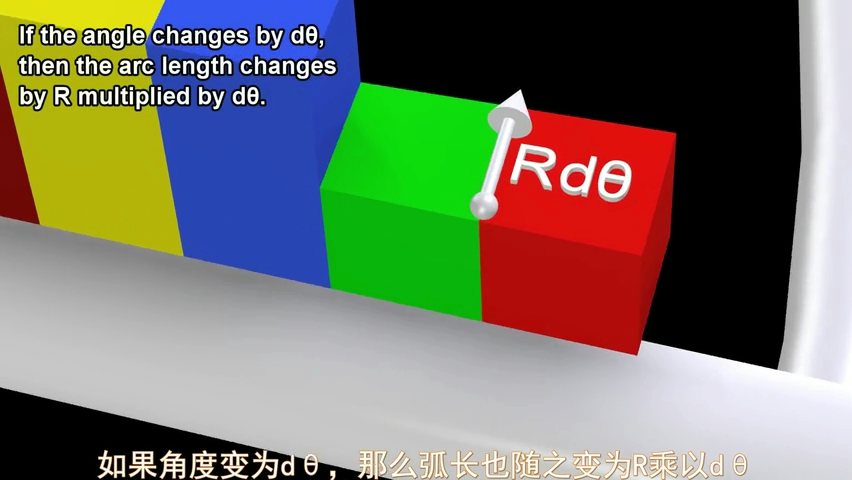 If the angle changes by dθ,
then the arc length changes
by R multiplied by dθ.
Rdθ
如果角度变为dθ，那么弧长也随之变为R乘以dθ